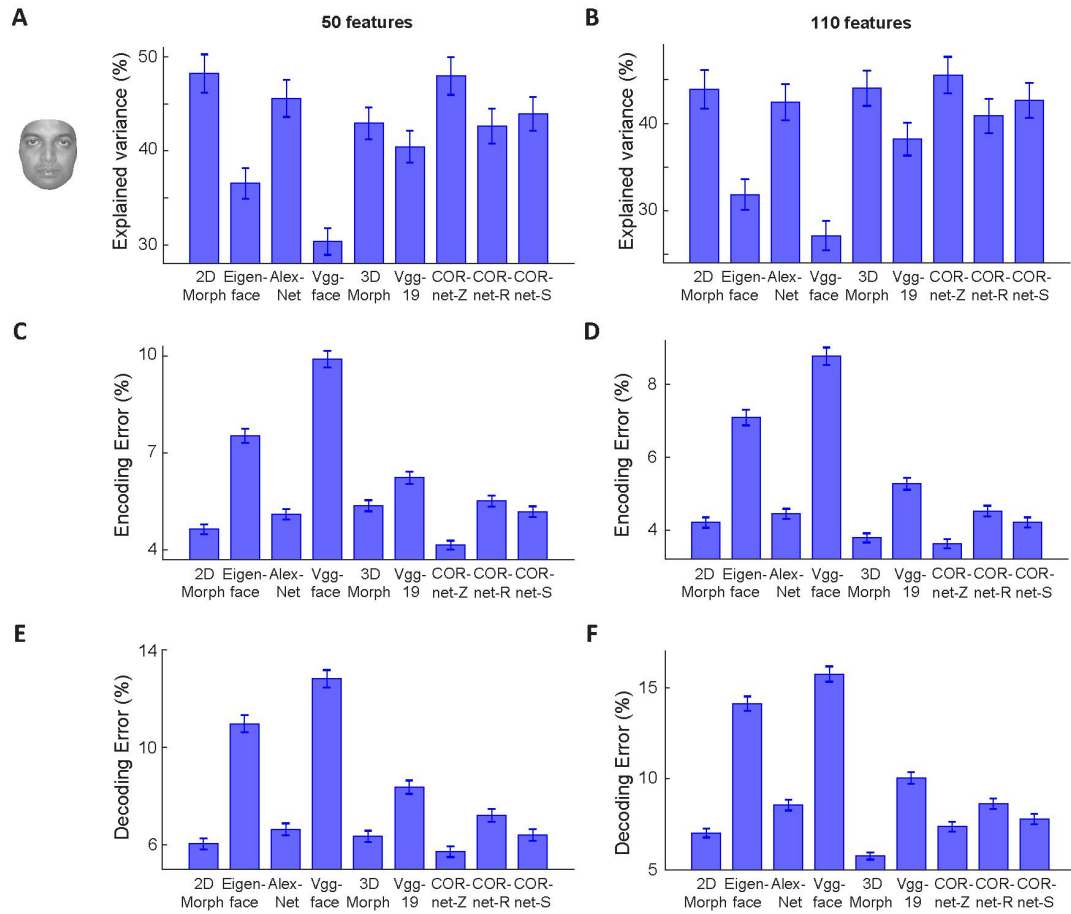 A
50 features
B
110 features
Explained variance (%)
50
40
30
2D Eigen- Alex- Vgg- 3D Vgg- COR- COR- COR-
Morph face Net face Morph 19 net-Z net-R net-S
Explained variance (%)
40
30
2D Eigen- Alex- Vgg- 3D Vgg- COR- COR- COR-
Morph face Net face Morph 19 net-Z net-R net-S
C
Encoding Error (%)
10
7
4
2D Eigen- Alex- Vgg- 3D Vgg- COR- COR- COR-
Morph face Net face Morph 19 net-Z net-R net-S
D
Encoding Error (%)
8
6
4
2D Eigen- Alex- Vgg- 3D Vgg- COR- COR- COR-
Morph face Net face Morph 19 net-Z net-R net-S
E
Decoding Error (%)
14
10
6
2D Eigen- Alex- Vgg- 3D Vgg- COR- COR- COR-
Morph face Net face Morph 19 net-Z net-R net-S
F
Decoding Error (%)
15
10
5
2D Eigen- Alex- Vgg- 3D Vgg- COR- COR- COR-
Morph face Net face Morph 19 net-Z net-R net-S